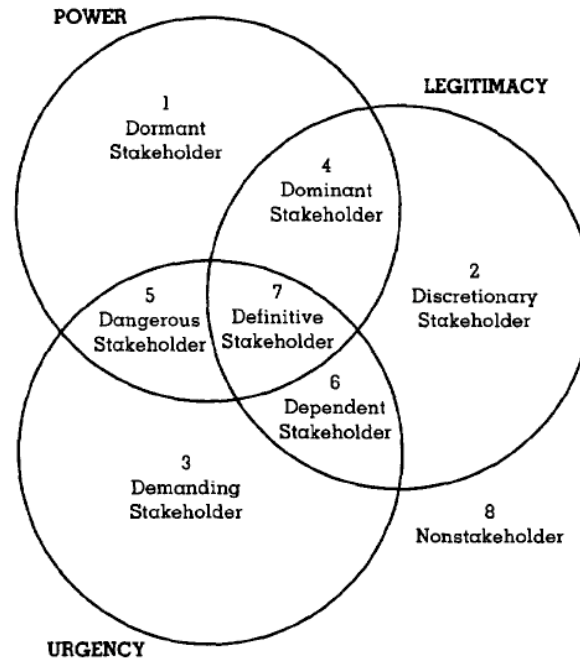 POWER
LEGITIMACY
1
Dormant
Stakeholder
4
Dominant
Stakeholder
2
Discretionary
Stakeholder
5
Dangerous
Stakeholder
7
Definitive
Stakeholder
6
Dependent
Stakeholder
3
Demanding
Stakeholder
8
Nonstakeholder
URGENCY